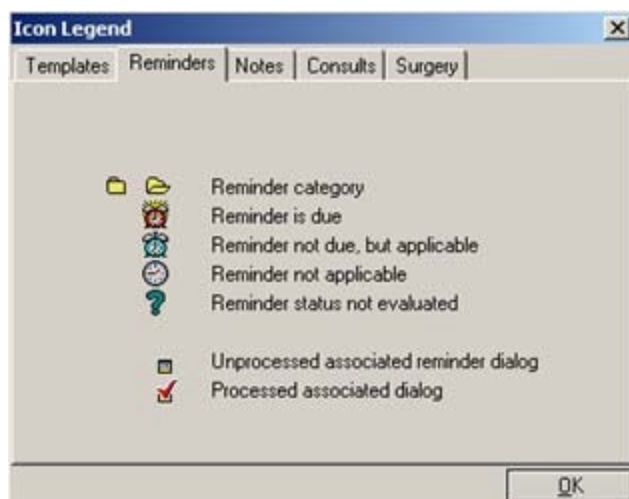 Icon Legend
Templates Reminders Notes Consults Surgery
Reminder category
Reminder is due
Reminder not due, but applicable
Reminder not applicable
Reminder status not evaluated
Unprocessed associated reminder dialog
Processed associated dialog
OK